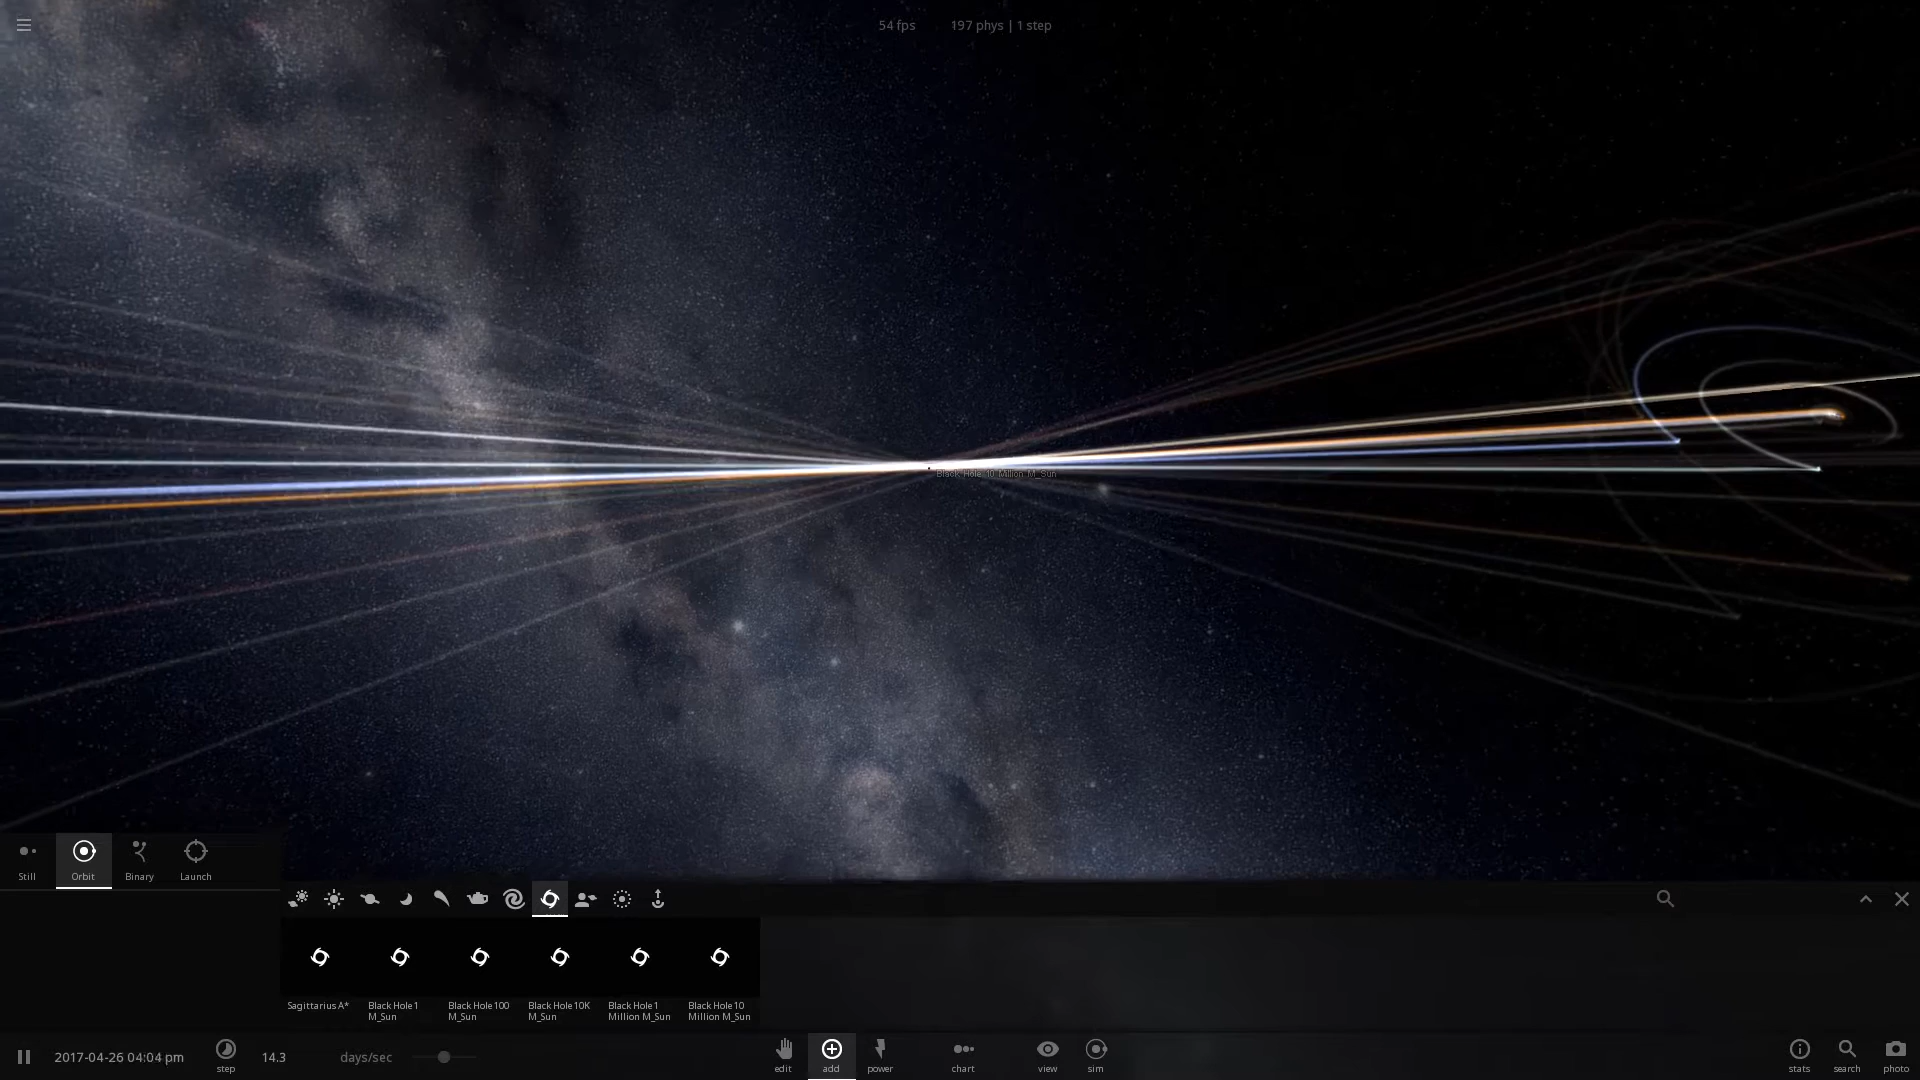 54 fps 197 phys | 1 step
Black Hole 10 Million M_Sun
Still Orbit Binary Launch
Sagittarius A*
Black Hole 1
M_Sun
Black Hole 100
M_Sun
Black Hole 10K
M_Sun
Black Hole 1
Million M_Sun
Black Hole 10
Million M_Sun
2017-04-26 04:04 pm
step
14.3 days/sec
edit add power chart view sim
stats search photo